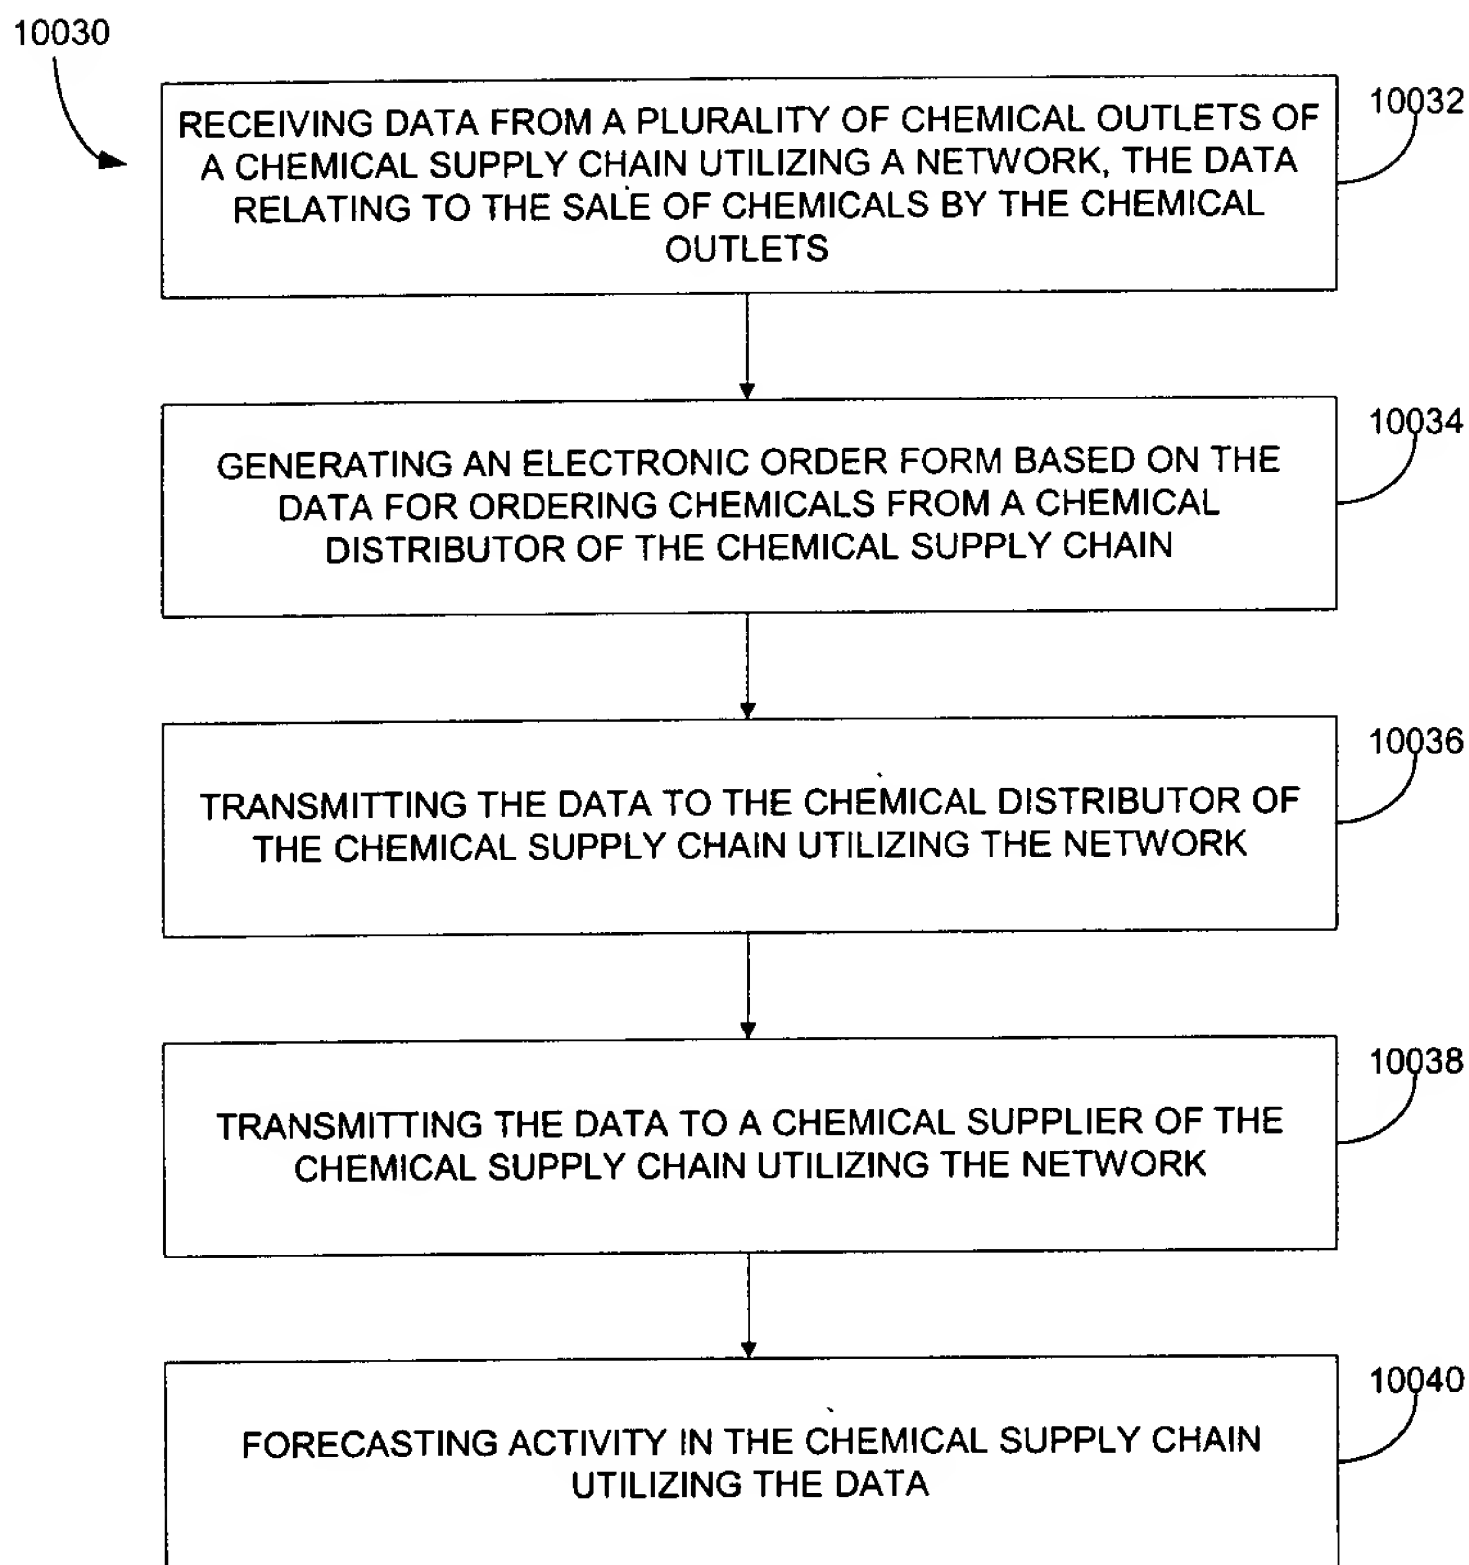 10030
10032
RECEIVING DATA FROM A PLURALITY OF CHEMICAL OUTLETS OF
A CHEMICAL SUPPLY CHAIN UTILIZING A NETWORK, THE DATA
RELATING TO THE SALE OF CHEMICALS BY THE CHEMICAL
OUTLETS
10034
GENERATING AN ELECTRONIC ORDER FORM BASED ON THE
DATA FOR ORDERING CHEMICALS FROM A CHEMICAL
DISTRIBUTOR OF THE CHEMICAL SUPPLY CHAIN
10036
TRANSMITTING THE DATA TO THE CHEMICAL DISTRIBUTOR OF
THE CHEMICAL SUPPLY CHAIN UTILIZING THE NETWORK
10038
TRANSMITTING THE DATA TO A CHEMICAL SUPPLIER OF THE
CHEMICAL SUPPLY CHAIN UTILIZING THE NETWORK
10040
FORECASTING ACTIVITY IN THE CHEMICAL SUPPLY CHAIN
UTILIZING THE DATA